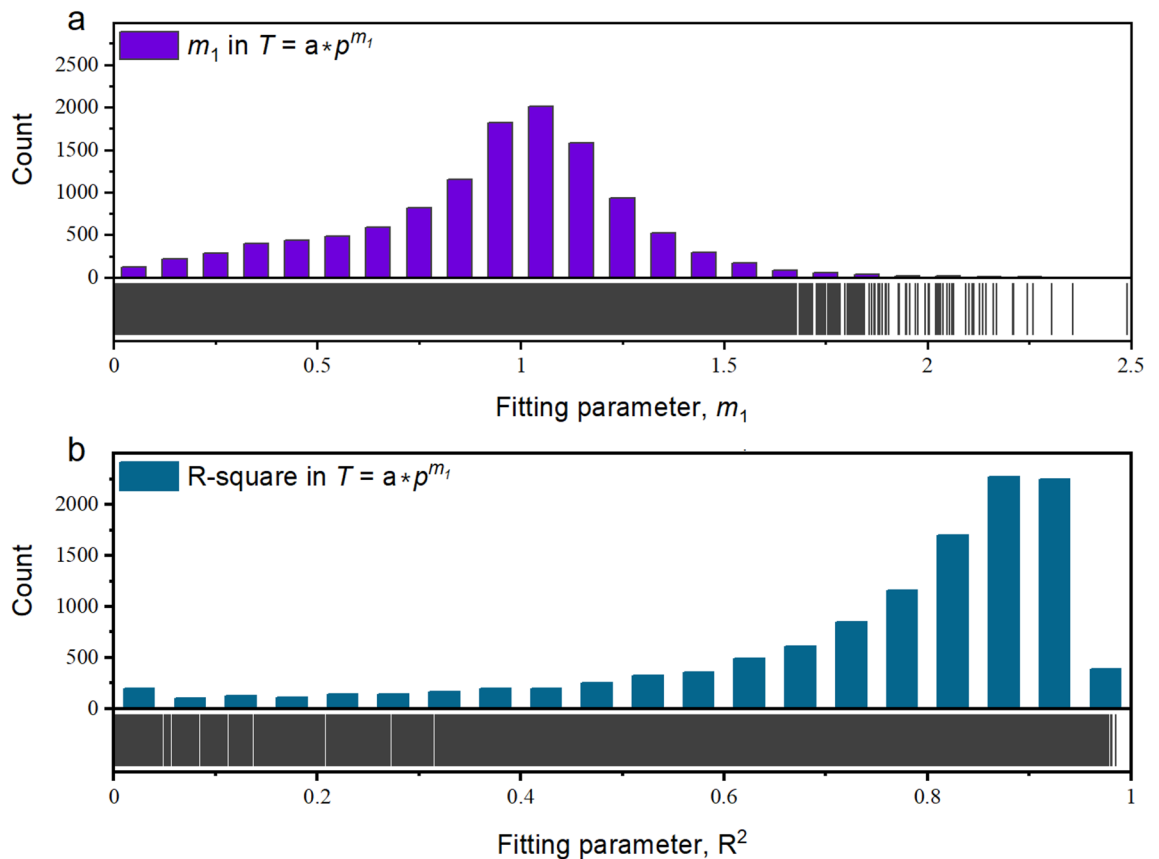 a
m₁ in T = a*p^m₁
2500
2000
1500
1000
500
0
Count
0 0.5 1 1.5 2 2.5
Fitting parameter, m₁
b
R-square in T = a*p^m₁
2000
1500
1000
500
0
Count
0 0.2 0.4 0.6 0.8 1
Fitting parameter, R²